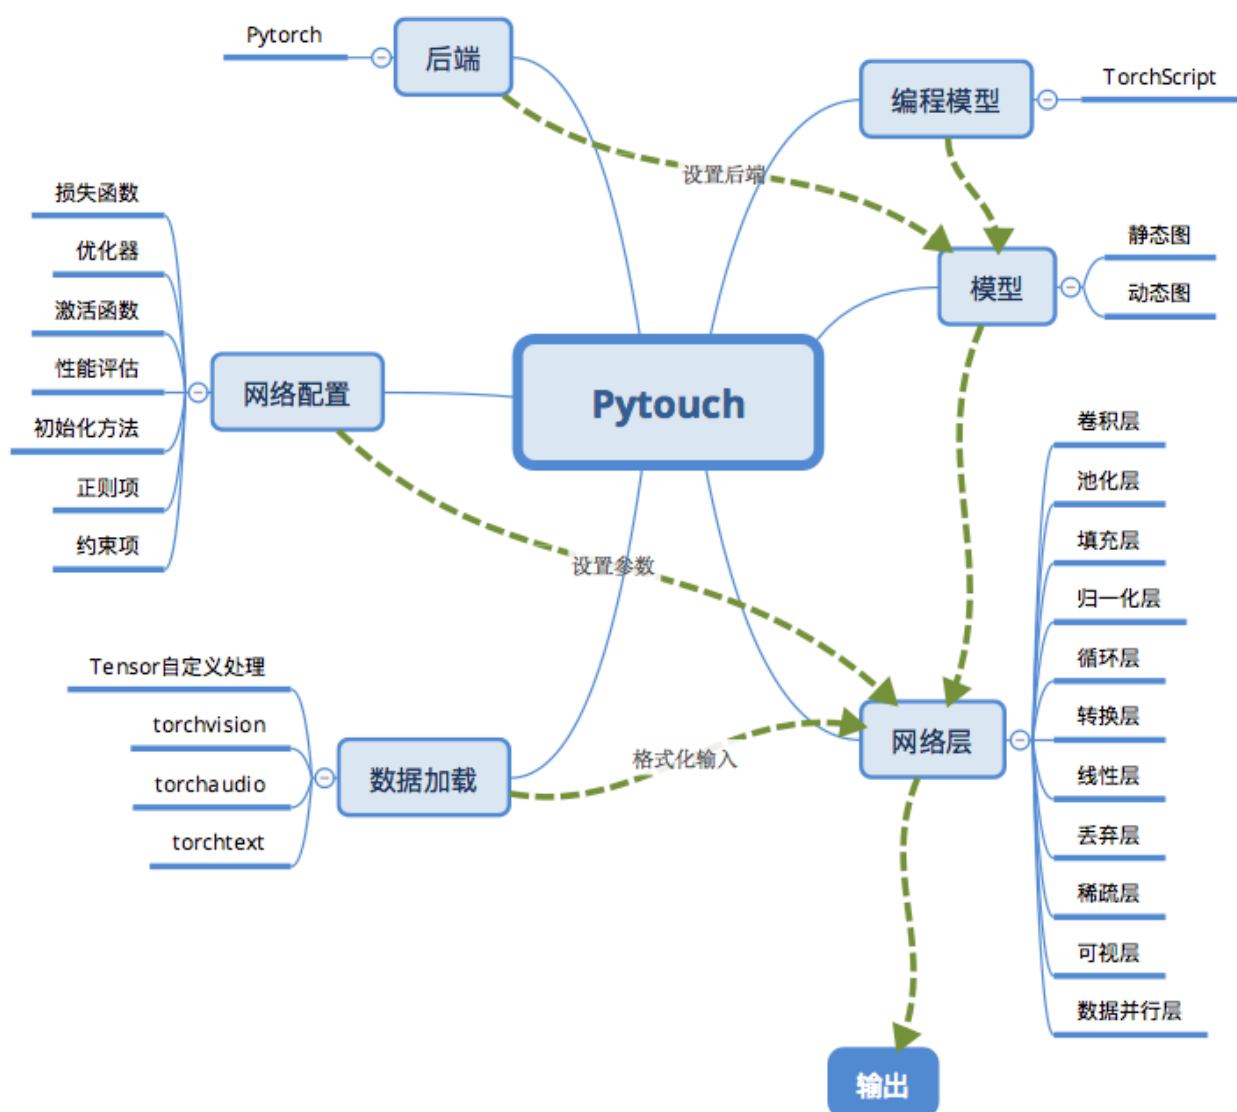 Pytorch
后端
编程模型
TorchScript
设置后端
损失函数
优化器
激活函数
性能评估
初始化方法
正则项
约束项
网络配置
静态图
动态图
模型
Pytouch
设置参数
卷积层
池化层
填充层
归一化层
循环层
转换层
线性层
丢弃层
稀疏层
可视层
数据并行层
网络层
Tensor自定义处理
torchvision
torchaudio
torchtext
数据加载
格式化输入
输出